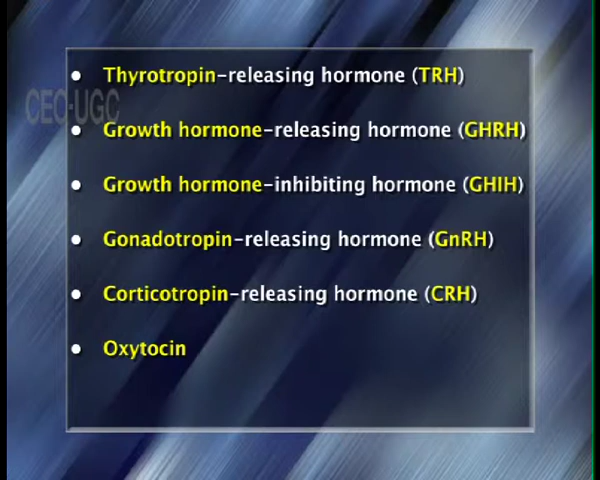 CEC-UGC
• Thyrotropin-releasing hormone (TRH)
• Growth hormone-releasing hormone (GHRH)
• Growth hormone-inhibiting hormone (GHIH)
• Gonadotropin-releasing hormone (GnRH)
• Corticotropin-releasing hormone (CRH)
• Oxytocin